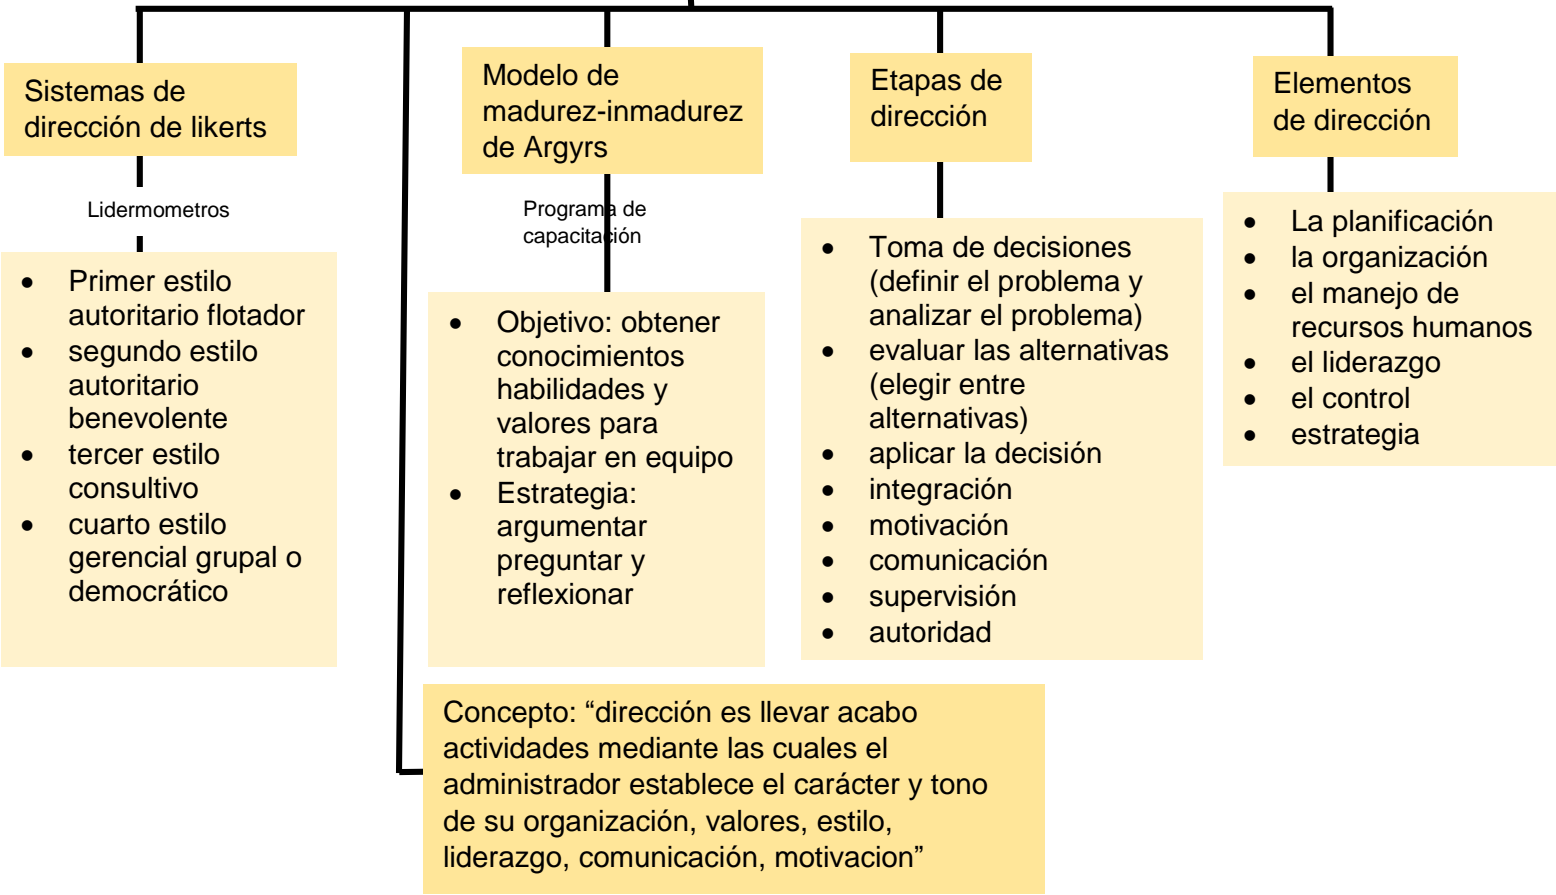 Sistemas de
dirección de likerts
Lidermometros
• Primer estilo
autoritario flotador
• segundo estilo
autoritario
benevolente
• tercer estilo
consultivo
• cuarto estilo
gerencial grupal o
democrático
Modelo de
madurez-inmadurez
de Argyrs
Programa de
capacitación
• Objetivo: obtener
conocimientos
habilidades y
valores para
trabajar en equipo
• Estrategia:
argumentar
preguntar y
reflexionar
Etapas de
dirección
• Toma de decisiones
(definir el problema y
analizar el problema)
• evaluar las alternativas
(elegir entre
alternativas)
• aplicar la decisión
• integración
• motivación
• comunicación
• supervisión
• autoridad
Elementos
de dirección
• La planificación
• la organización
• el manejo de
recursos humanos
• el liderazgo
• el control
• estrategia
Concepto: “dirección es llevar acabo
actividades mediante las cuales el
administrador establece el carácter y tono
de su organización, valores, estilo,
liderazgo, comunicación, motivacion”